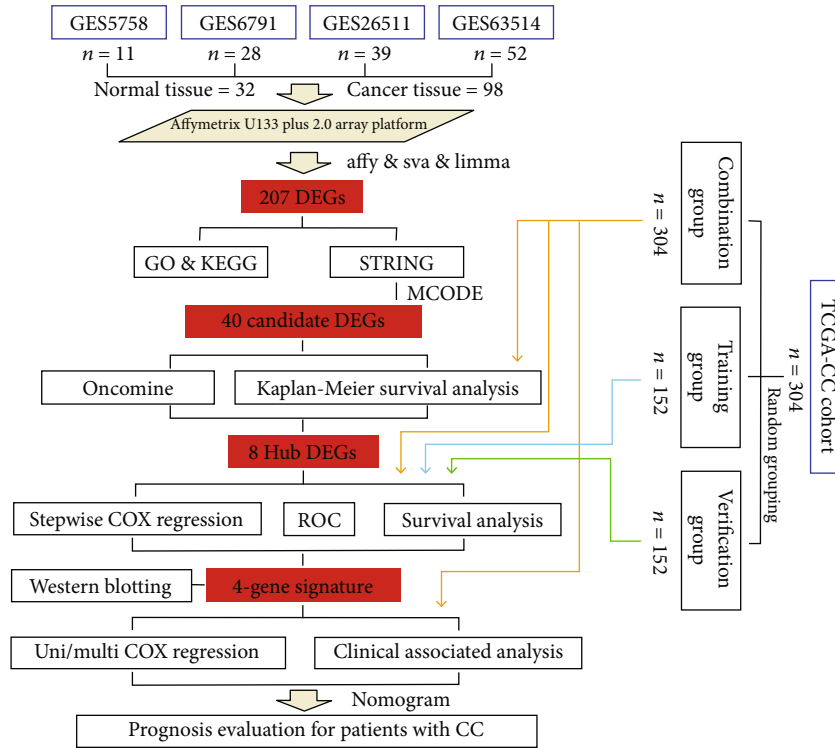 GES5758
GES6791
GES26511
GES63514
n = 11
n = 28
n = 39
n = 52
Normal tissue = 32
Cancer tissue = 98
Affymetrix U133 plus 2.0 array platform
affy & sva & limma
207 DEGs
GO & KEGG
STRING
MCODE
40 candidate DEGs
Oncomine
Kaplan-Meier survival analysis
8 Hub DEGs
Stepwise COX regression
ROC
Survival analysis
Western blotting
4-gene signature
Uni/multi COX regression
Clinical associated analysis
Nomogram
Prognosis evaluation for patients with CC
Combination
group
n = 304
Training
group
n = 152
Verification
group
n = 152
TCGA-CC cohort
n = 304
Random grouping